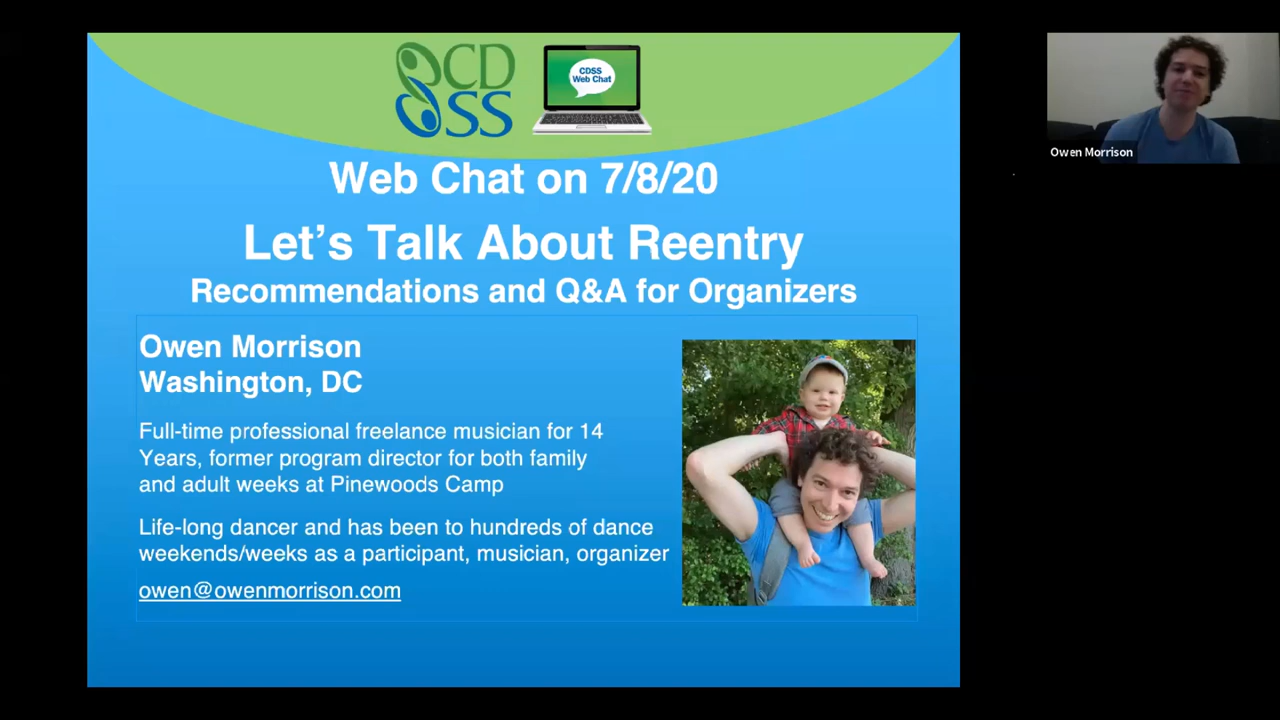 CD
SS
CDSS
Web Chat
Web Chat on 7/8/20
Let's Talk About Reentry
Recommendations and Q&A for Organizers
Owen Morrison
Washington, DC
Full-time professional freelance musician for 14
Years, former program director for both family
and adult weeks at Pinewoods Camp
Life-long dancer and has been to hundreds of dance
weekends/weeks as a participant, musician, organizer
owen@owenmorrison.com
Owen Morrison